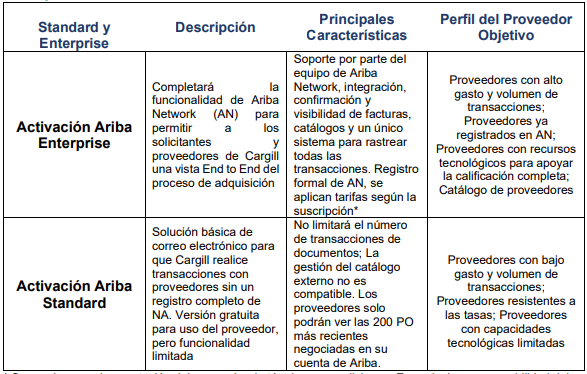 Standard y
Enterprise
Descripción
Principales
Características
Perfil del Proveedor
Objetivo
Activación Ariba
Enterprise
Completará la
funcionalidad de Ariba
Network (AN) para
permitir a los
solicitantes y
proveedores de Cargill
una vista End to End del
proceso de adquisición
Soporte por parte del
equipo de Ariba
Network, integración,
confirmación y
visibilidad de facturas,
catálogos y un único
sistema para rastrear
todas las
transacciones. Registro
formal de AN, se
aplican tarifas según la
suscripción*
Proveedores con alto
gasto y volumen de
transacciones;
Proveedores ya
registrados en AN;
Proveedores con recursos
tecnológicos para apoyar
la calificación completa;
Catálogo de proveedores
Activación Ariba
Standard
Solución básica de
correo electrónico para
que Cargill realice
transacciones con
proveedores sin un
registro completo de
NA. Versión gratuita
para uso del proveedor,
pero funcionalidad
limitada
No limitará el número
de transacciones de
documentos; La
gestión del catálogo
externo no es
compatible. Los
proveedores solo
podrán ver las 200 PO
más recientes
negociadas en su
cuenta de Ariba.
Proveedores con bajo
gasto y volumen de
transacciones;
Proveedores resistentes a
las tasas; Proveedores
con capacidades
tecnológicas limitadas